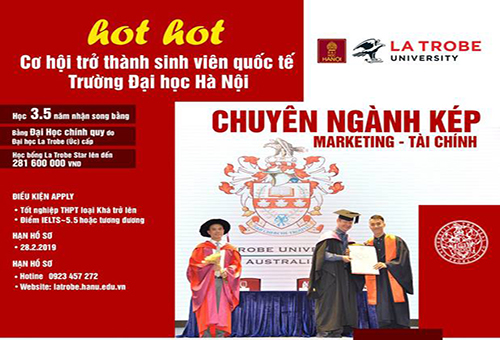 hot hot
Cơ hội trở thành sinh viên quốc tế
Trường Đại học Hà Nội
HANU
LA TROBE
UNIVERSITY
Học 3.5 năm nhận song bằng
Bằng Đại Học chính quy do
Đại học La Trobe (Úc) cấp
Học bổng La Trobe Star lên đến
281 600 000 VND
CHUYÊN NGÀNH KÉP
MARKETING - TÀI CHÍNH
ĐIỀU KIỆN APPLY
- Tốt nghiệp THPT loại Khá trở lên
- Điểm IELTS~5.5 hoặc tương đương
HẠN HỒ SƠ
- 28.2.2019
HẠN HỒ SƠ
- Hotine 0923 457 272
- Website: latrobe.hanu.edu.vn
ROBE UNIVE
AUSTRALIA